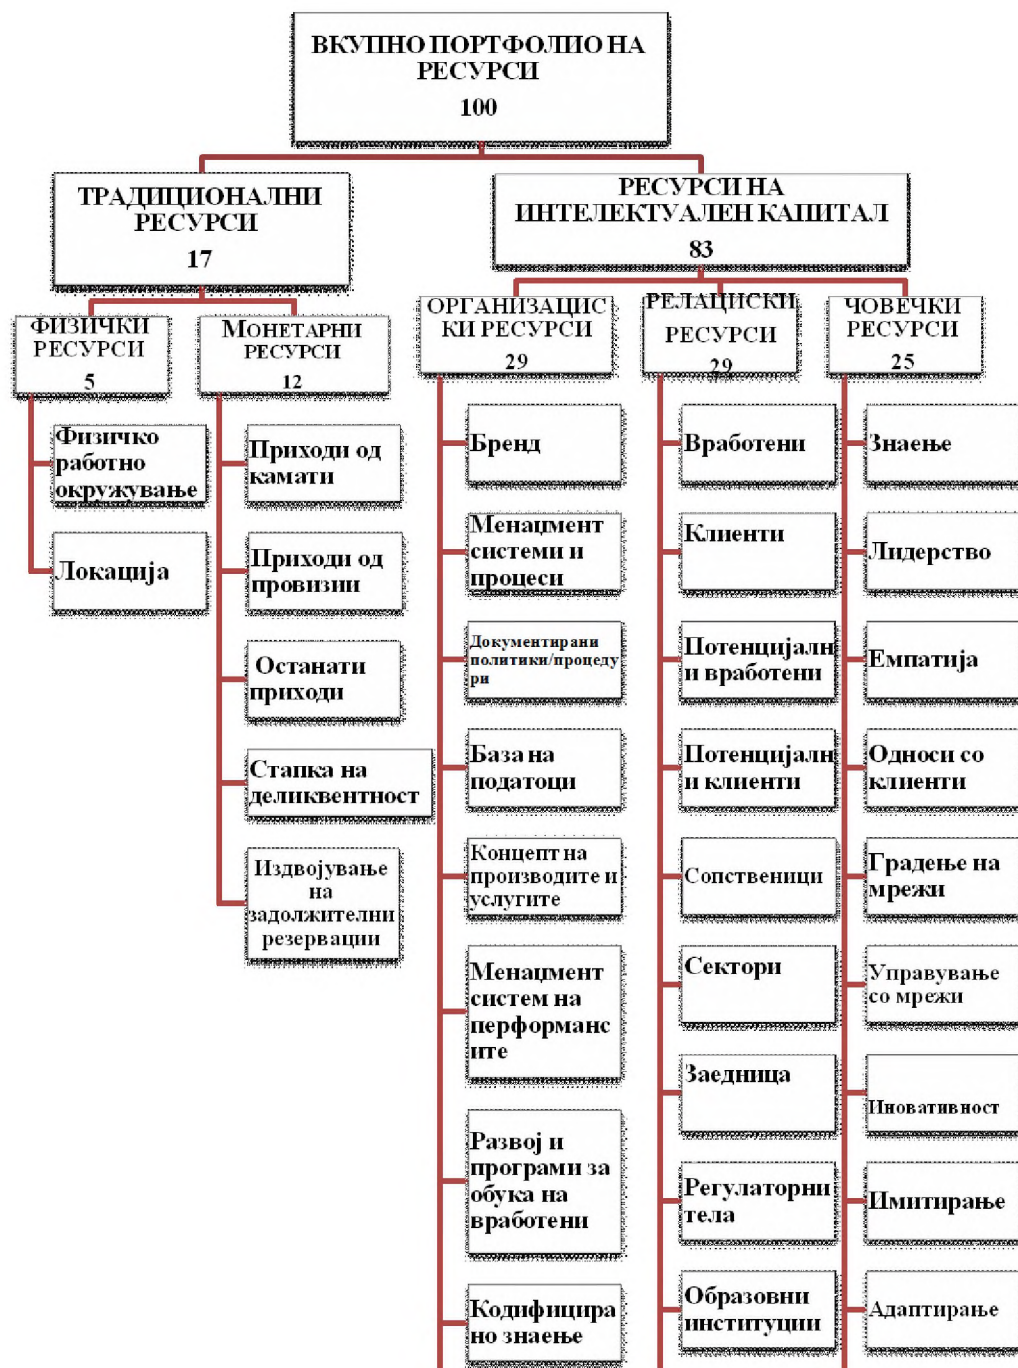 ВКУПНО ПОРТФОЛИО НА
РЕСУРСИ
100
ТРАДИЦИОНАЛНИ
РЕСУРСИ
17
РЕСУРСИ НА
ИНТЕЛЕКТУАЛЕН КАПИТАЛ
83
ФИЗИЧКИ
РЕСУРСИ
5
МОНЕТАРНИ
РЕСУРСИ
12
ОРГАНИЗАЦИС
КИ РЕСУРСИ
29
РЕЛАЦИСКИ
РЕСУРСИ
29
ЧОВЕЧКИ
РЕСУРСИ
25
Физичко
работно
окружување
Локација
Приходи од
камати
Приходи од
провизии
Останати
приходи
Стапка на
деликвентност
Издвојување
на
задолжителни
резервации
Бренд
Менаџмент
системи и
процеси
Документирани
политики/процеду
ри
База на
податоци
Концепт на
производите и
услугите
Менаџмент
систем на
перформанс
ите
Развој и
програми за
обука на
вработени
Кодифицира
но знаење
Вработени
Клиенти
Потенцијалн
и вработени
Потенцијалн
и клиенти
Сопственици
Сектори
Заедница
Регулаторни
тела
Образовни
институции
Знаење
Лидерство
Емпатија
Односи со
клиенти
Градење на
мрежи
Управување
со мрежи
Иновативност
Имитирање
Адаптирање